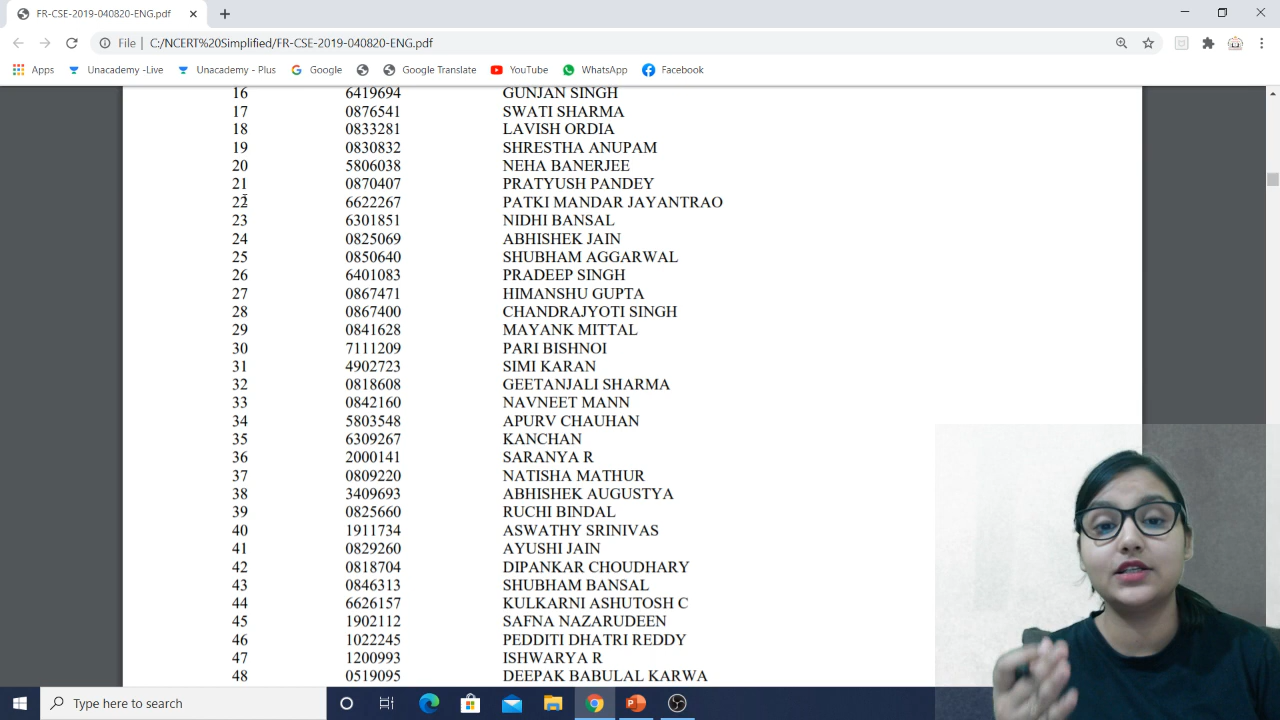 FR-CSE-2019-040820-ENG.pdf
File | C:/NCERT%20Simplified/FR-CSE-2019-040820-ENG.pdf
Apps Unacademy -Live Unacademy - Plus Google Google Translate YouTube WhatsApp Facebook
16 6419694 GUNJAN SINGH
17 0876541 SWATI SHARMA
18 0833281 LAVISH ORDIA
19 0830832 SHRESTHA ANUPAM
20 5806038 NEHA BANERJEE
21 0870407 PRATYUSH PANDEY
22 6622267 PATKI MANDAR JAYANTRAO
23 6301851 NIDHI BANSAL
24 0825069 ABHISHEK JAIN
25 0850640 SHUBHAM AGGARWAL
26 6401083 PRADEEP SINGH
27 0867471 HIMANSHU GUPTA
28 0867400 CHANDRAJYOTI SINGH
29 0841628 MAYANK MITTAL
30 7111209 PARI BISHNOI
31 4902723 SIMI KARAN
32 0818608 GEETANJALI SHARMA
33 0842160 NAVNEET MANN
34 5803548 APURV CHAUHAN
35 6309267 KANCHAN
36 2000141 SARANYA R
37 0809220 NATISHA MATHUR
38 3409693 ABHISHEK AUGUSTYA
39 0825660 RUCHI BINDAL
40 1911734 ASWATHY SRINIVAS
41 0829260 AYUSHI JAIN
42 0818704 DIPANKAR CHOUDHARY
43 0846313 SHUBHAM BANSAL
44 6626157 KULKARNI ASHUTOSH C
45 1902112 SAFNA NAZARUDEEN
46 1022245 PEDDITI DHATRI REDDY
47 1200993 ISHWARYA R
48 0519095 DEEPAK BABULAL KARWA
Type here to search